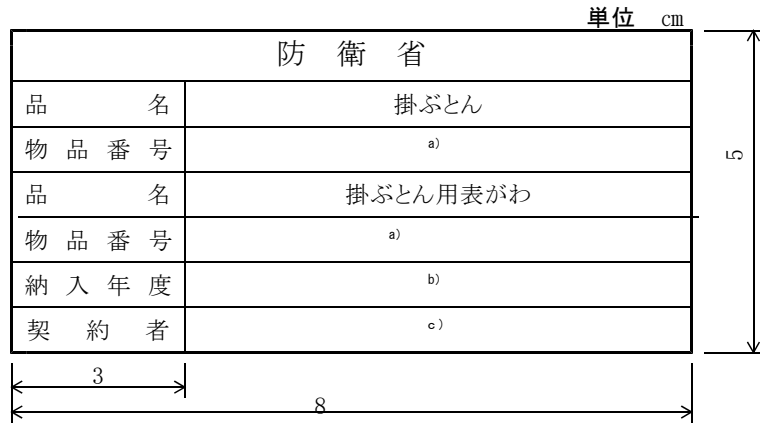 単位 cm
防 衛 省
品 名 掛ぶとん
物 品 番 号 a)
品 名 掛ぶとん用表がわ
物 品 番 号 a)
納 入 年 度 b)
契 約 者 c)
5
3
8